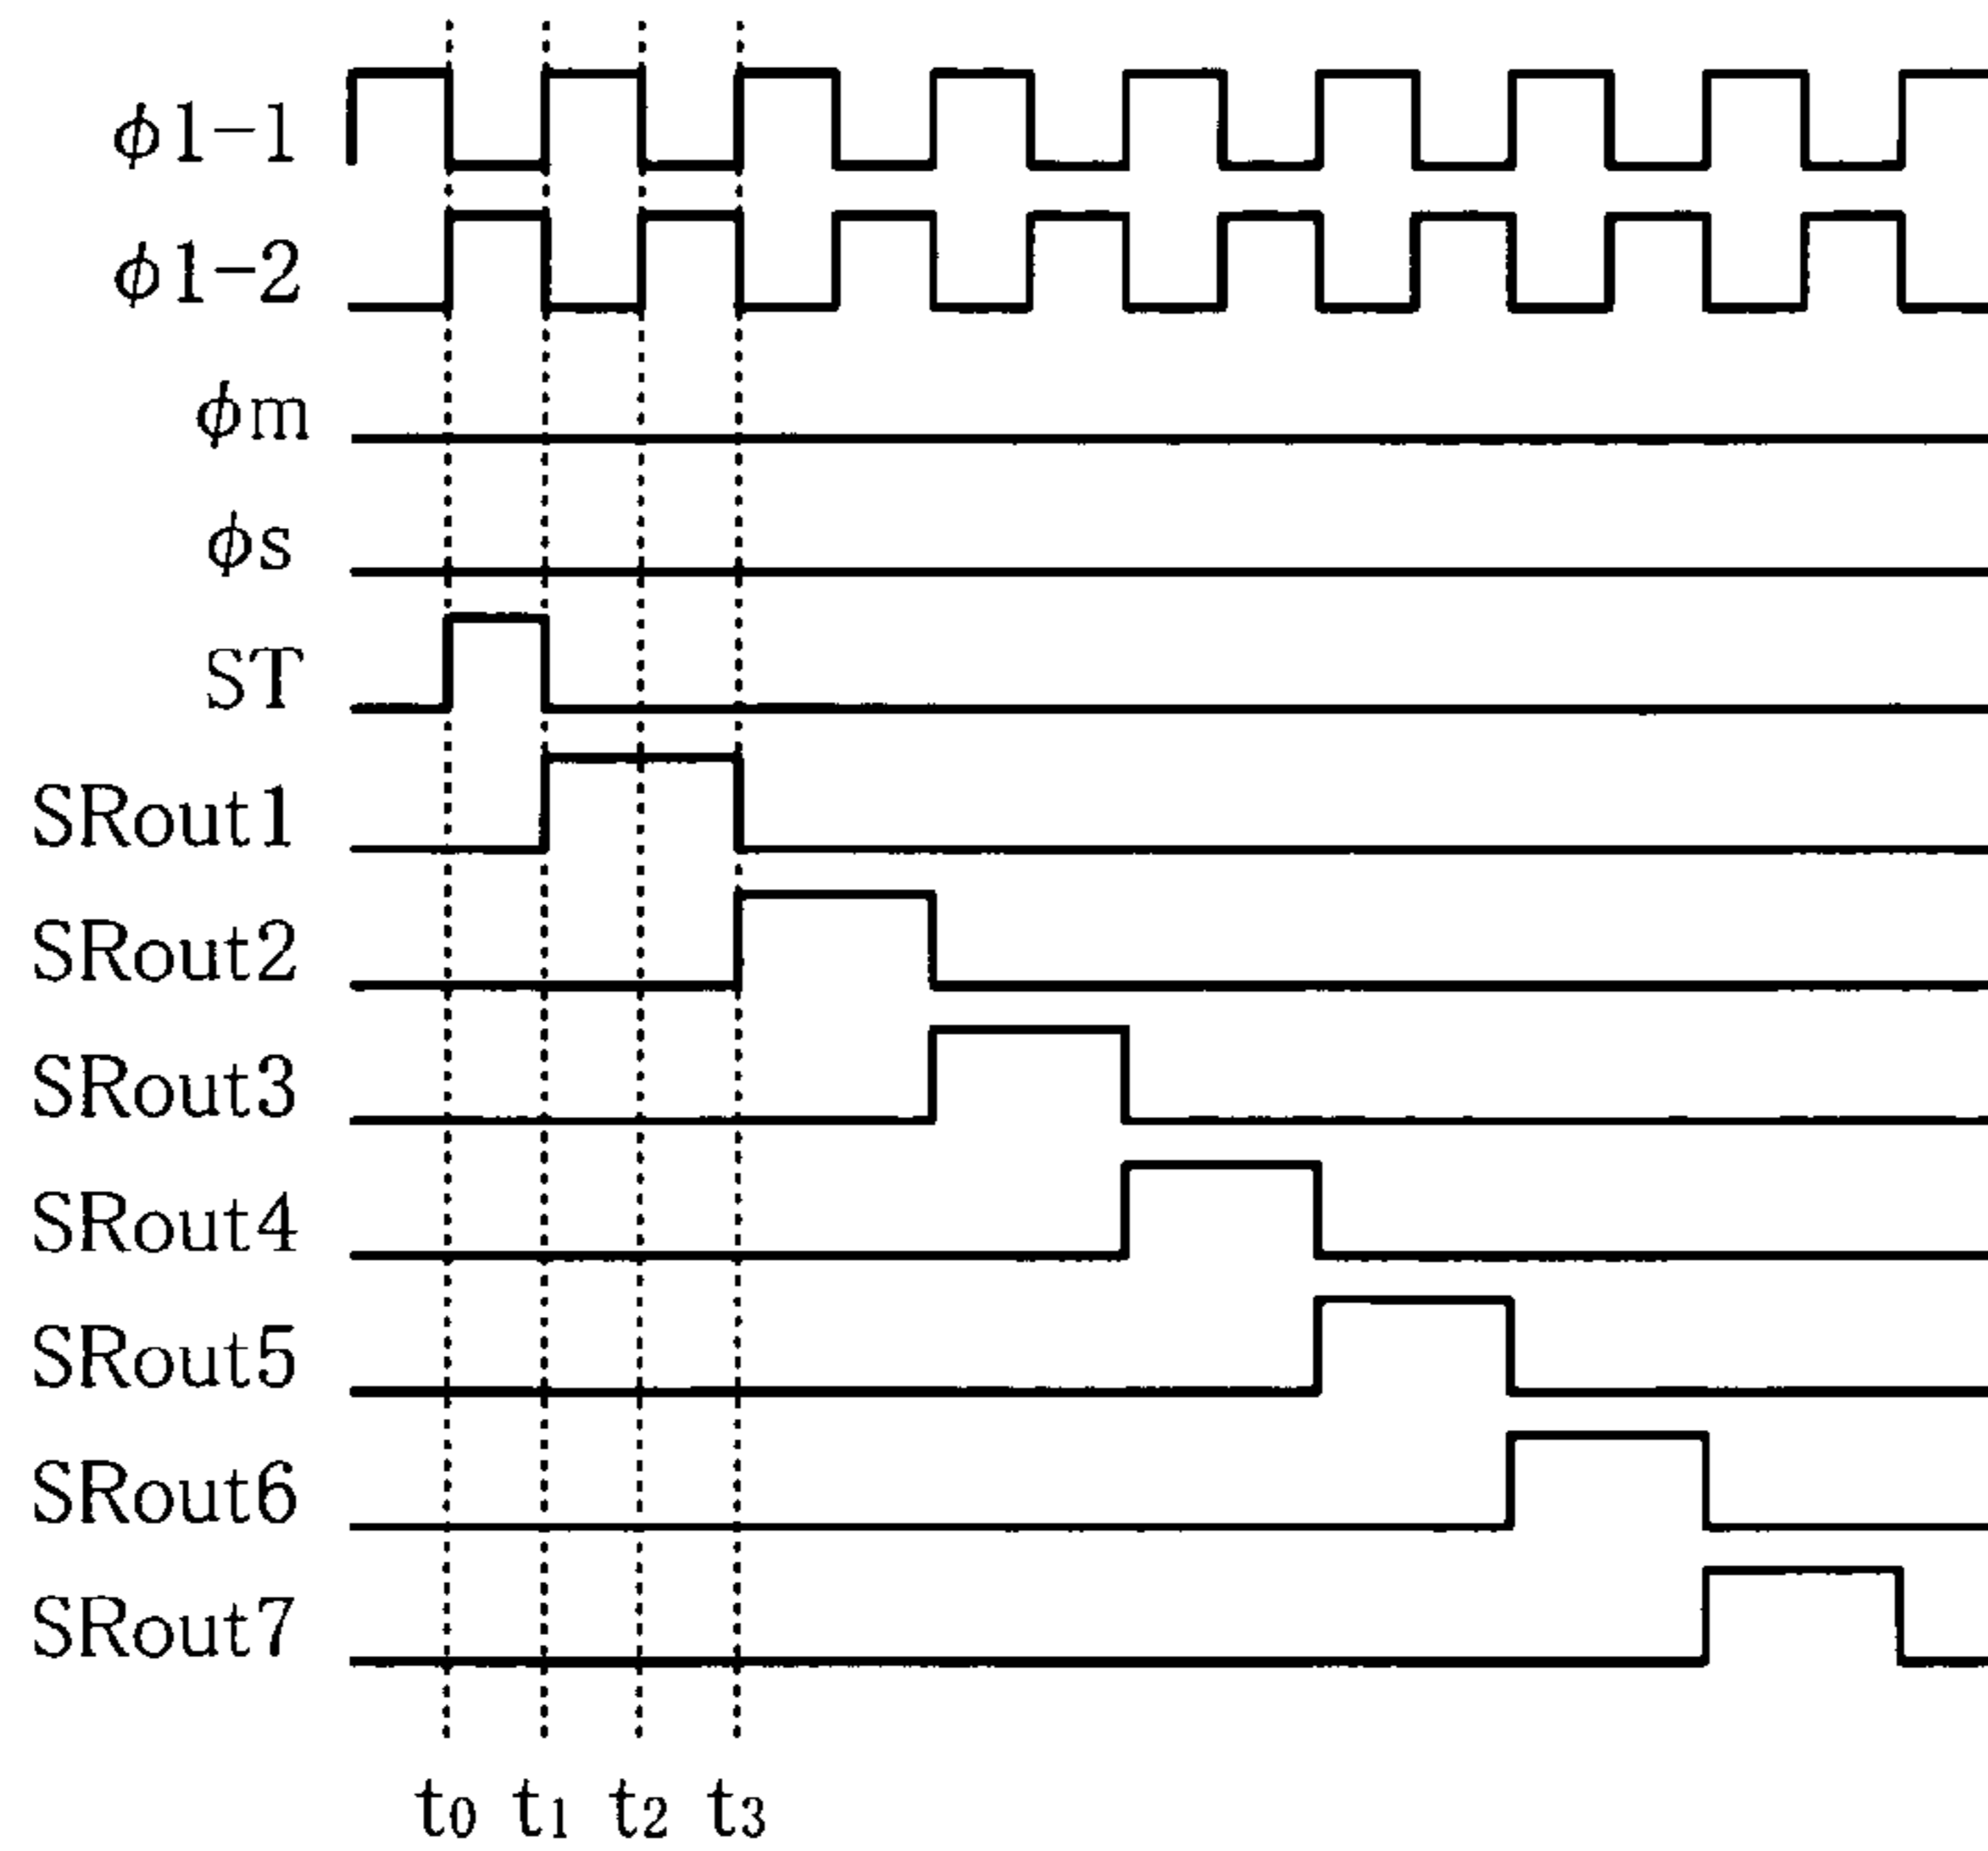 ϕ1-1
ϕ1-2
ϕm
ϕs
ST
SRout1
SRout2
SRout3
SRout4
SRout5
SRout6
SRout7
t0 t1 t2 t3